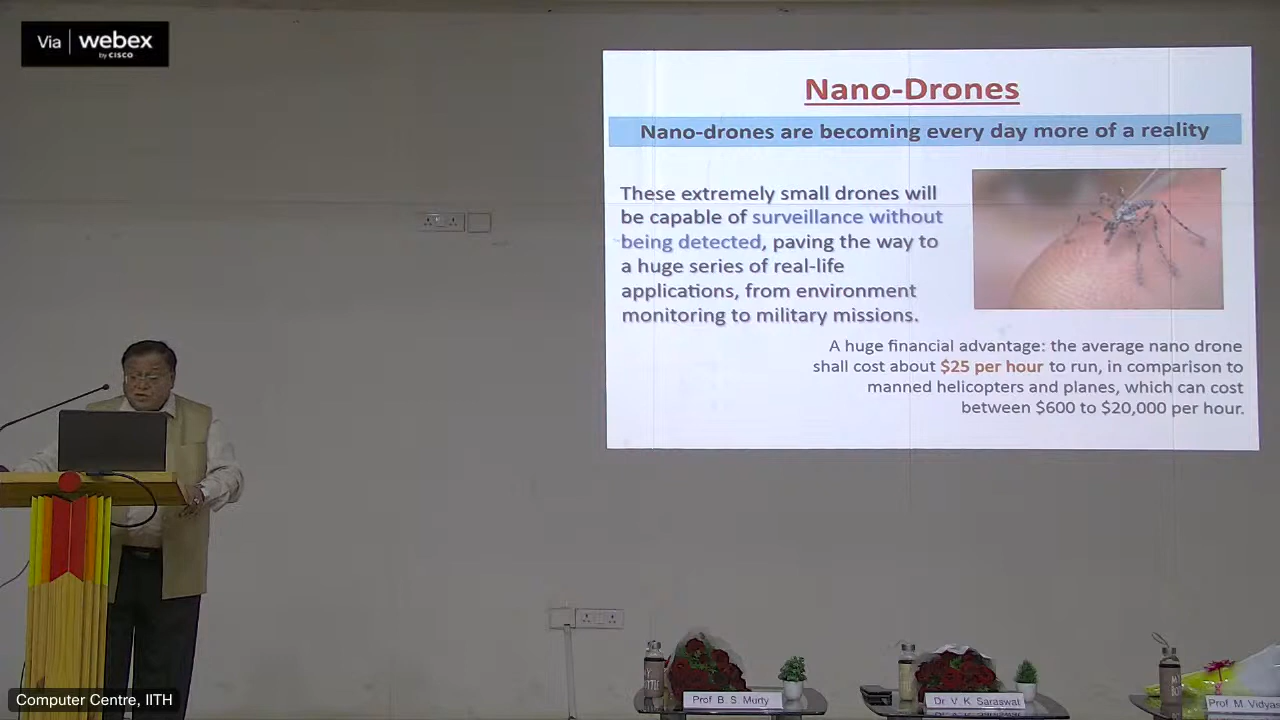 Via webex
by CISCO
Nano-Drones
Nano-drones are becoming every day more of a reality
These extremely small drones will
be capable of surveillance without
being detected, paving the way to
a huge series of real-life
applications, from environment
monitoring to military missions.
A huge financial advantage: the average nano drone
shall cost about $25 per hour to run, in comparison to
manned helicopters and planes, which can cost
between $600 to $20,000 per hour.
Prof B. S. Murty
Dr. V. K. Saraswat
Prof. M. Vidyas
Computer Centre, IITH